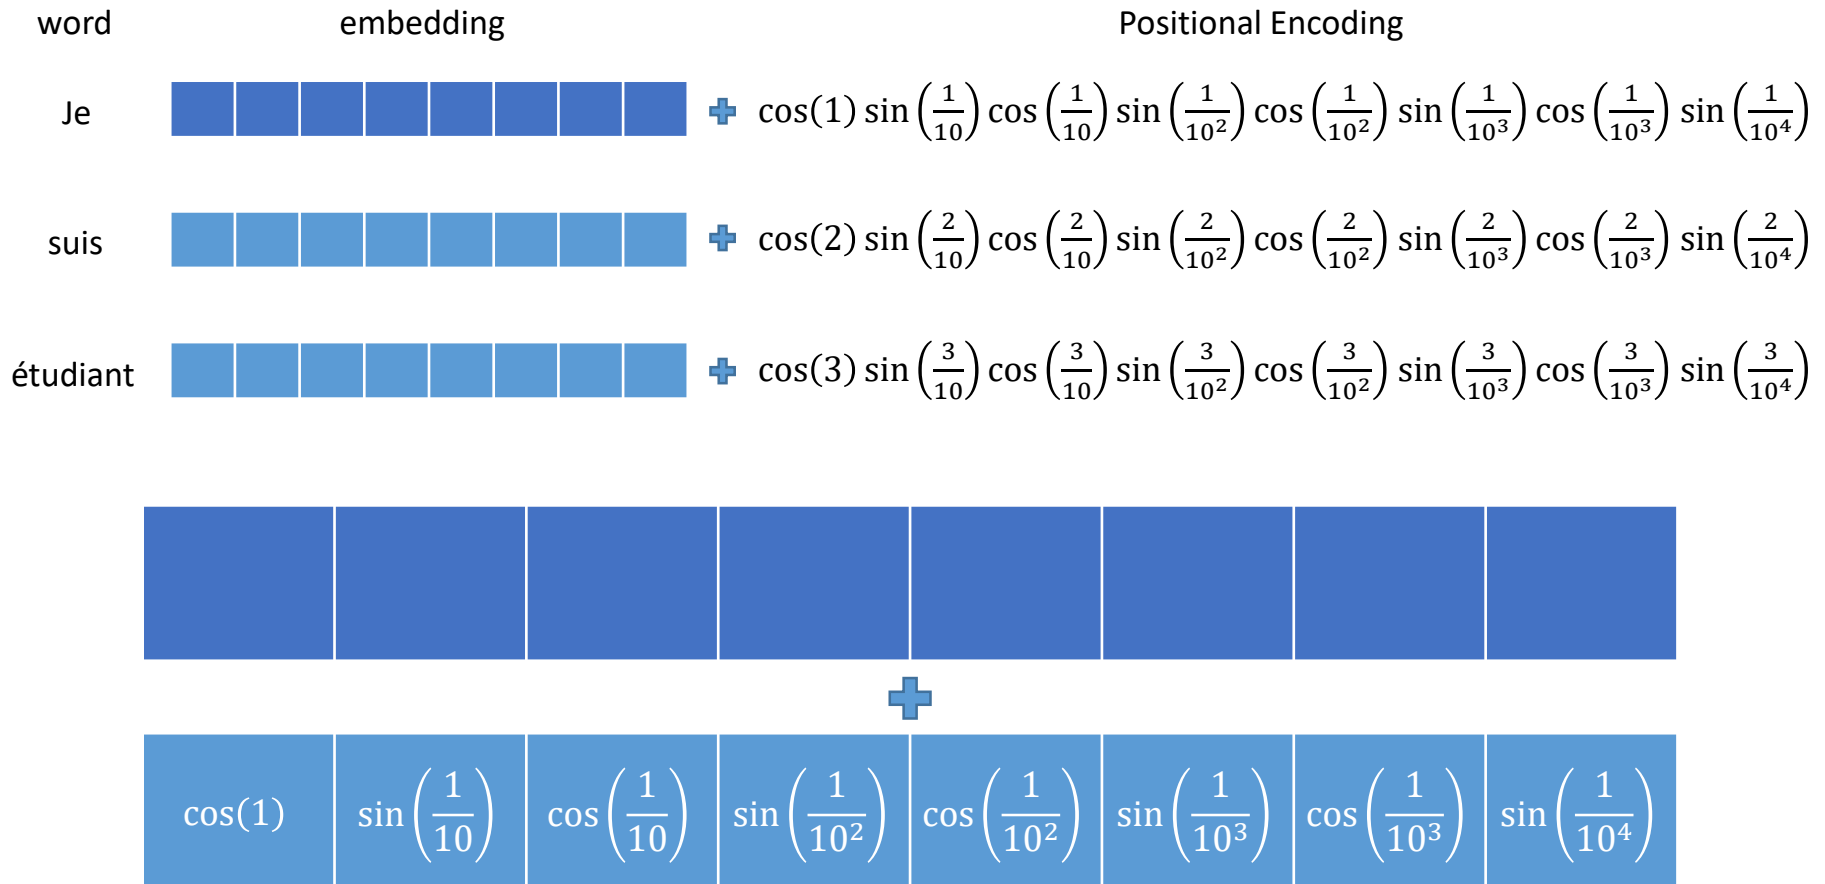 word embedding Positional Encoding
Je cos(1) sin(1/10) cos(1/10) sin(1/10²) cos(1/10²) sin(1/10³) cos(1/10³) sin(1/10⁴)
suis cos(2) sin(2/10) cos(2/10) sin(2/10²) cos(2/10²) sin(2/10³) cos(2/10³) sin(2/10⁴)
étudiant cos(3) sin(3/10) cos(3/10) sin(3/10²) cos(3/10²) sin(3/10³) cos(3/10³) sin(3/10⁴)
cos(1) sin(1/10) cos(1/10) sin(1/10²) cos(1/10²) sin(1/10³) cos(1/10³) sin(1/10⁴)